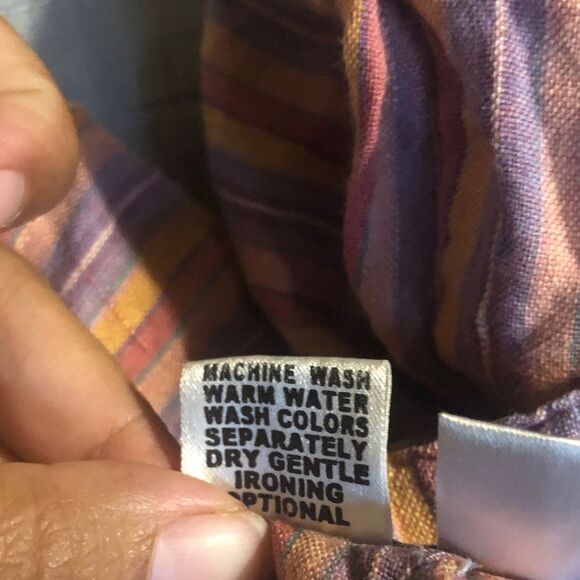 MACHINE WASH
WARM WATER
WASH COLORS
SEPARATELY
DRY GENTLE
IRONING
OPTIONAL